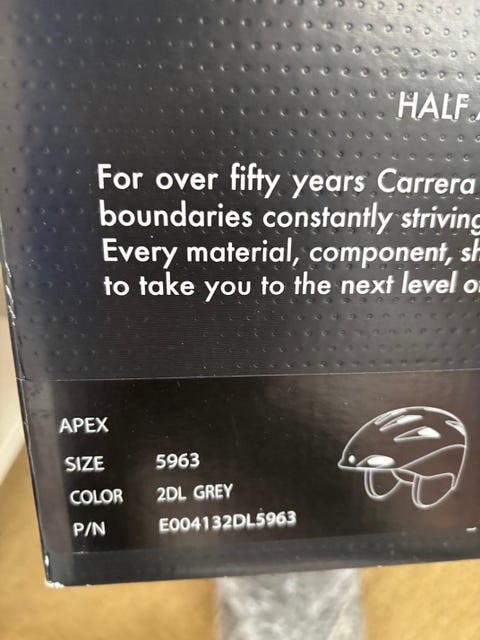 HALF
For over fifty years Carrera
boundaries constantly striving
Every material, component,
to take you to the next level
APEX
SIZE 5963
COLOR 2DL GREY
P/N E004132DL5963